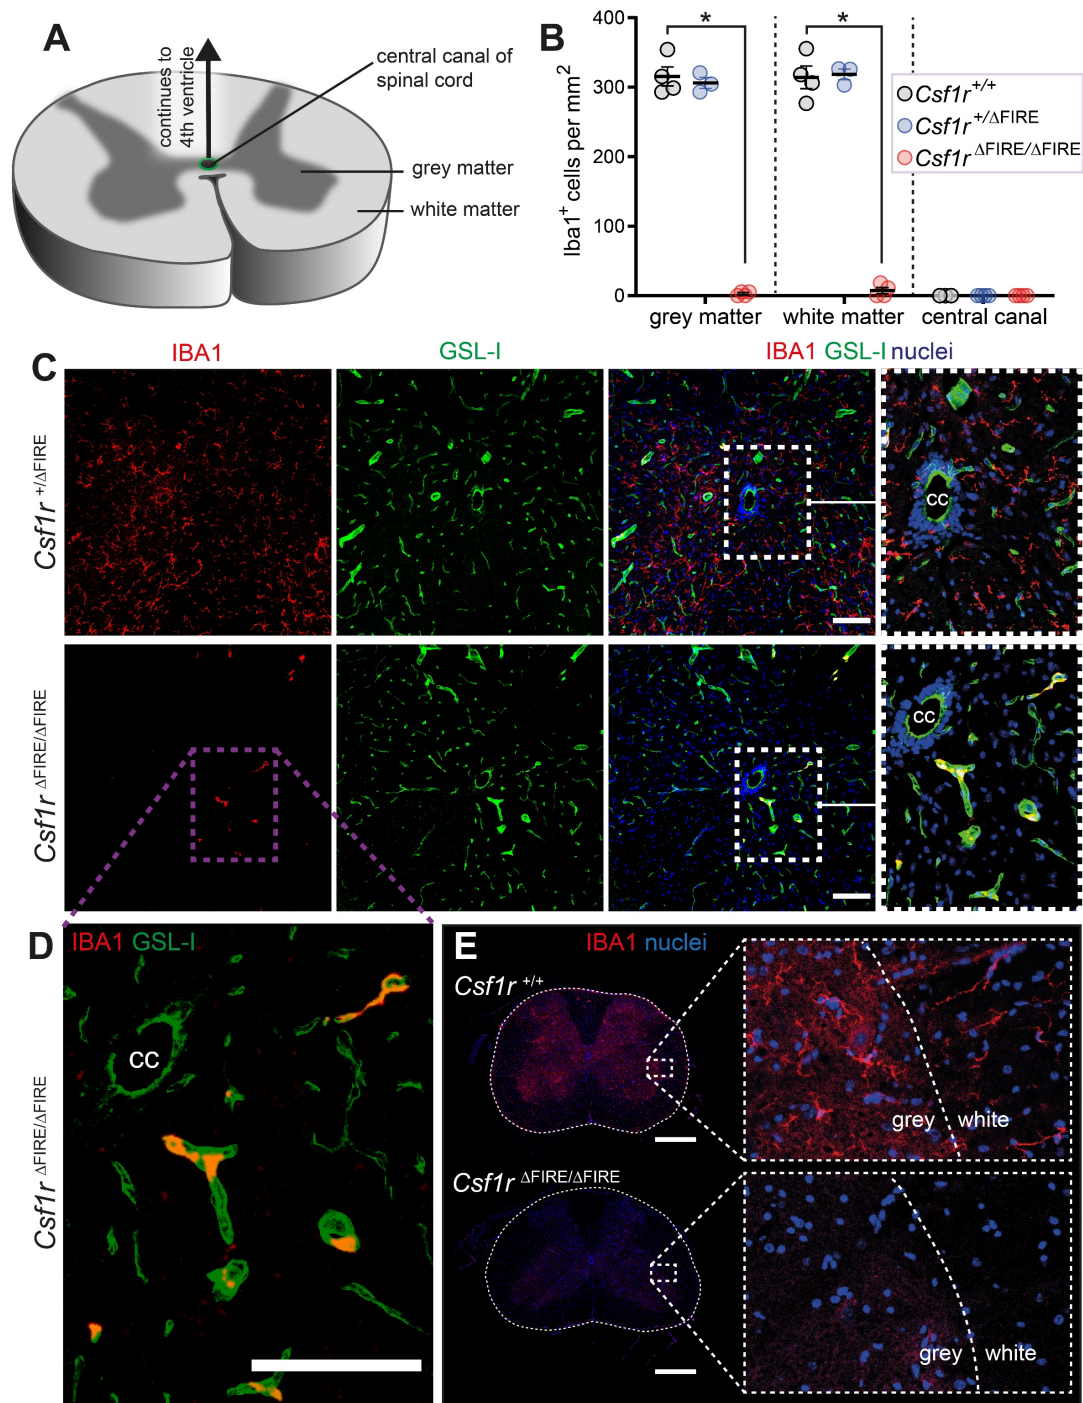 A
continues to
4th ventricle
central canal of
spinal cord
grey matter
white matter
B
Iba1+ cells per mm2
400
300
200
100
0
*
*
Csf1r+/+
Csf1r+/ΔFIRE
Csf1r ΔFIRE/ΔFIRE
grey matter
white matter
central canal
C
IBA1
GSL-I
IBA1 GSL-I nuclei
Csf1r +/ΔFIRE
cc
Csf1r ΔFIRE/ΔFIRE
cc
D
IBA1 GSL-I
Csf1r ΔFIRE/ΔFIRE
cc
E
IBA1 nuclei
Csf1r +/+
grey
white
Csf1r ΔFIRE/ΔFIRE
grey
white